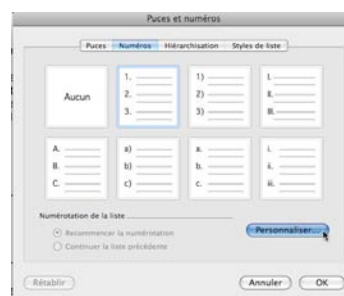 Puces et numéros
Puces Numéros Hiérarchisation Styles de liste
Aucun
1.
2.
3.
1)
2)
3)
I.
II.
III.
A.
B.
C.
a)
b)
c)
a.
b.
c.
i.
ii.
iii.
Numérotation de la liste
Recommencer la numérotation
Continuer la liste précédente
Personnaliser...
Rétablir Annuler OK